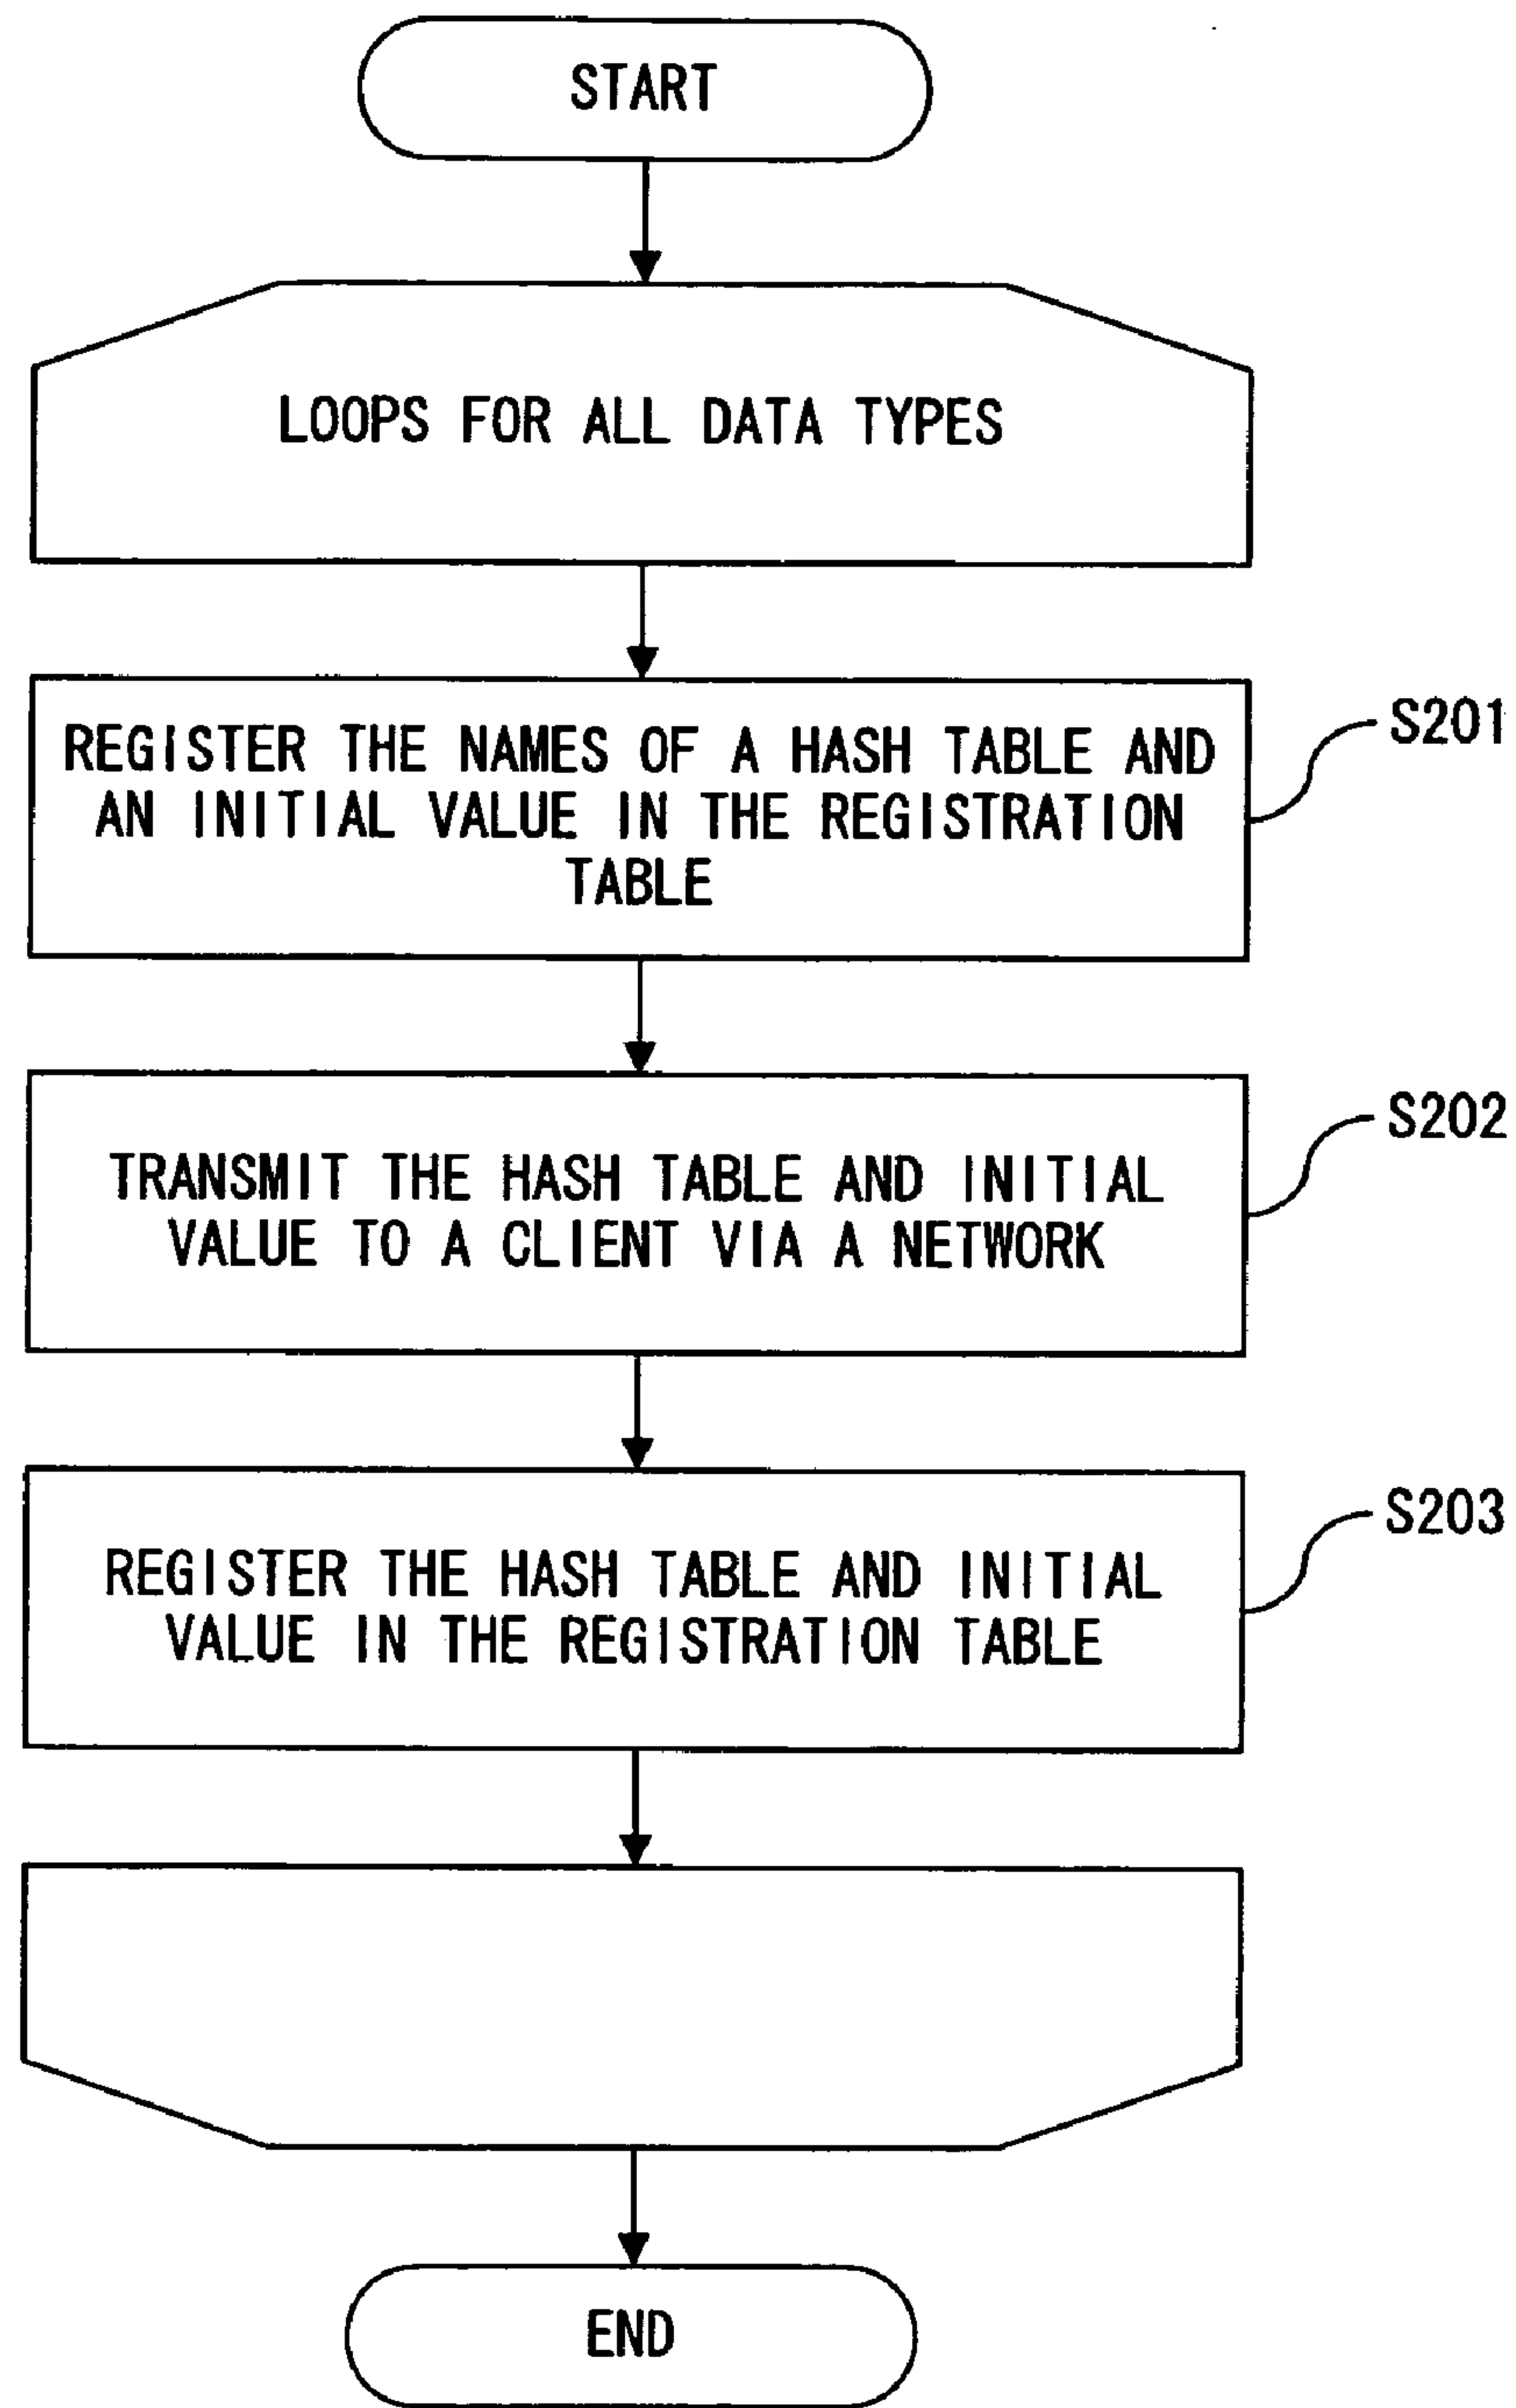 START
LOOPS FOR ALL DATA TYPES
REGISTER THE NAMES OF A HASH TABLE AND
AN INITIAL VALUE IN THE REGISTRATION
TABLE
S201
TRANSMIT THE HASH TABLE AND INITIAL
VALUE TO A CLIENT VIA A NETWORK
S202
REGISTER THE HASH TABLE AND INITIAL
VALUE IN THE REGISTRATION TABLE
S203
END